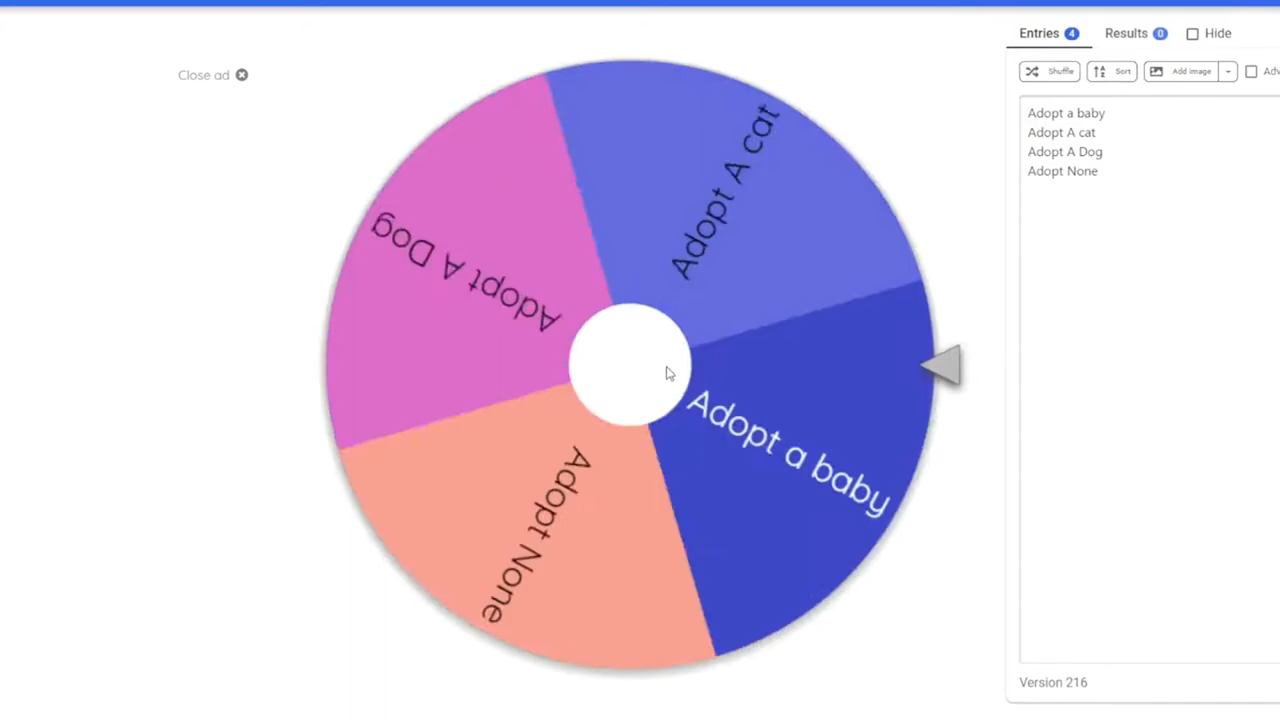 Entries 4 Results 0 Hide
Close ad
Shuffle Sort Add image Adv
Adopt a baby
Adopt A cat
Adopt A Dog
Adopt None
Adopt A cat
Adopt A Dog
Adopt a baby
Adopt None
Version 216